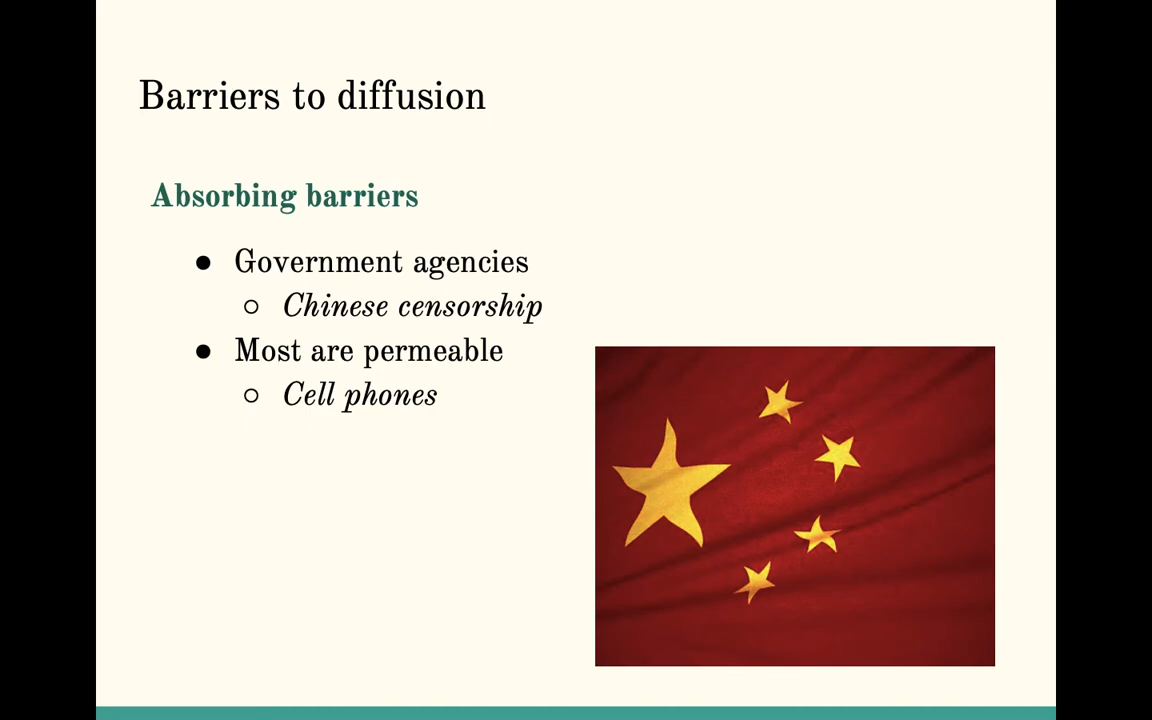 Barriers to diffusion
Absorbing barriers
● Government agencies
○ Chinese censorship
● Most are permeable
○ Cell phones